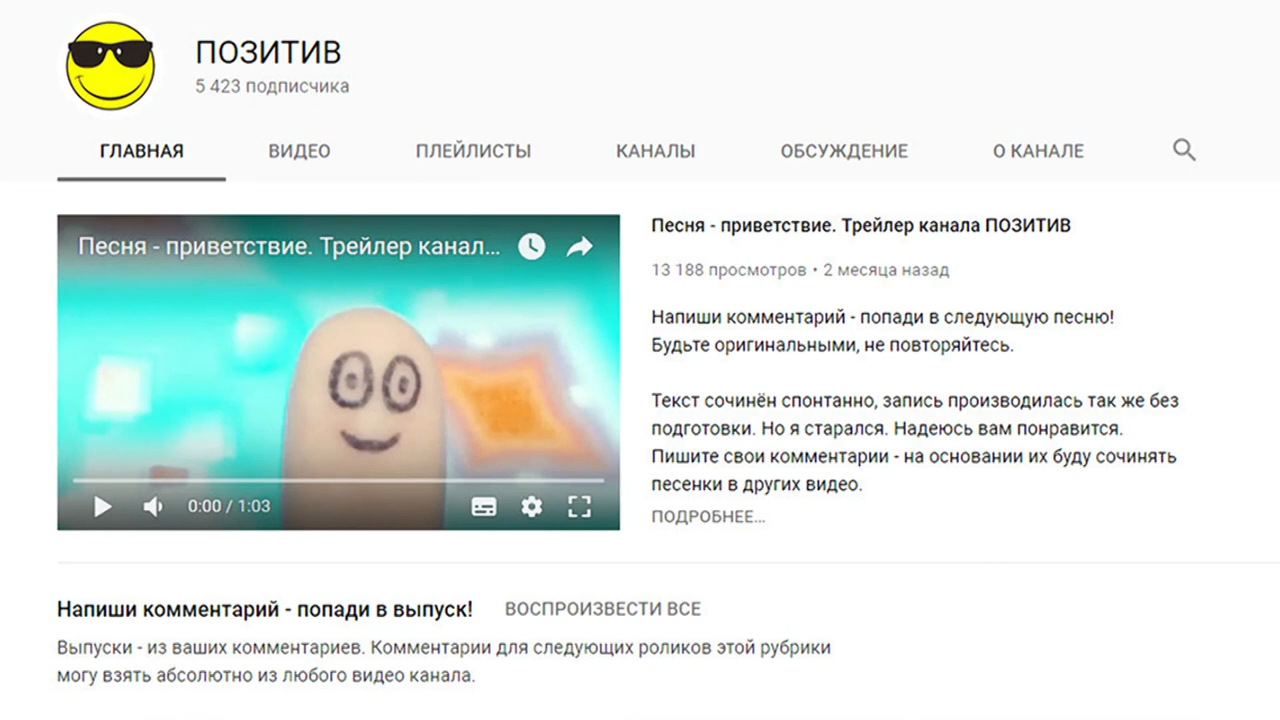 ПОЗИТИВ
5 423 подписчика
ГЛАВНАЯ
ВИДЕО
ПЛЕЙЛИСТЫ
КАНАЛЫ
ОБСУЖДЕНИЕ
О КАНАЛЕ
Песня - приветствие. Трейлер канал...
0:00 / 1:03
Песня - приветствие. Трейлер канала ПОЗИТИВ
13 188 просмотров • 2 месяца назад
Напиши комментарий - попади в следующую песню!
Будьте оригинальными, не повторяйтесь.
Текст сочинён спонтанно, запись производилась так же без
подготовки. Но я старался. Надеюсь вам понравится.
Пишите свои комментарии - на основании их буду сочинять
песенки в других видео.
ПОДРОБНЕЕ...
Напиши комментарий - попади в выпуск!
ВОСПРОИЗВЕСТИ ВСЕ
Выпуски - из ваших комментариев. Комментарии для следующих роликов этой рубрики
могу взять абсолютно из любого видео канала.